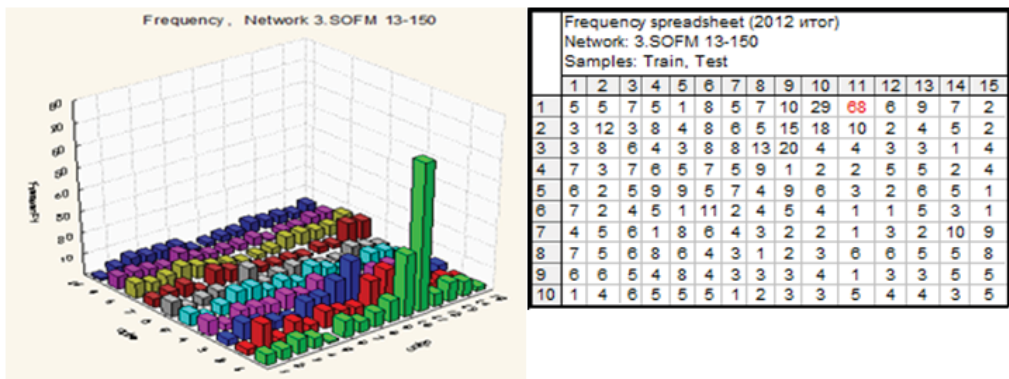 Frequency, Network 3.SOFM 13-150
Frequency spreadsheet (2012 итог)
Network: 3.SOFM 13-150
Samples: Train, Test
1 2 3 4 5 6 7 8 9 10 11 12 13 14 15
1 5 5 7 5 1 8 5 7 10 29 68 6 9 7 2
2 3 12 3 8 4 8 6 5 15 18 10 2 4 5 2
3 3 8 6 4 3 8 8 13 20 4 4 3 3 1 4
4 7 3 7 6 5 7 5 9 1 2 2 5 5 2 4
5 6 2 5 9 9 5 7 4 9 6 3 2 6 5 1
6 7 2 4 5 1 11 2 4 5 4 1 1 5 3 1
7 4 5 6 1 8 6 4 3 2 2 1 3 2 10 9
8 7 5 6 8 6 4 3 1 2 3 6 6 5 5 8
9 6 6 5 4 8 4 3 3 3 4 1 3 3 5 5
10 1 4 6 5 5 5 1 2 3 3 5 4 4 3 5